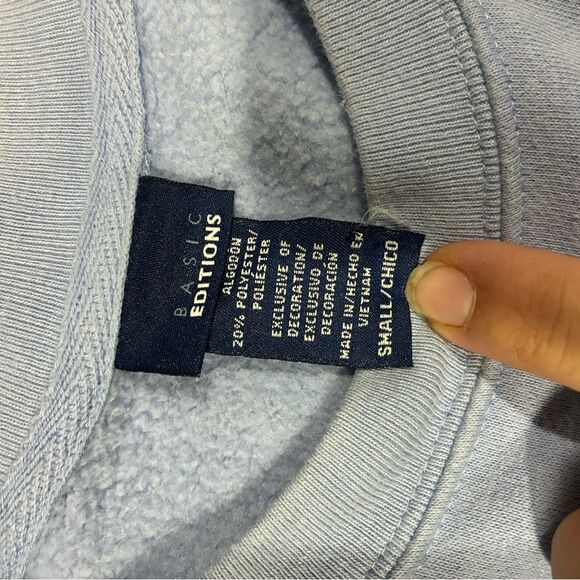 BASIC
EDITIONS
ALGODÓN
20% POLYESTER/
POLIÉSTER
EXCLUSIVE OF
DECORATION/
EXCLUSIVO DE
DECORACIÓN
MADE IN/HECHO EN
VIETNAM
SMALL/CHICO